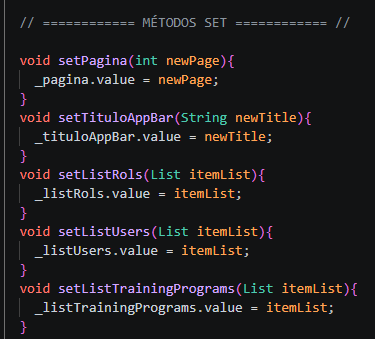 // ============ MÉTODOS SET ============ //
void setPagina(int newPage){
_pagina.value = newPage;
}
void setTituloAppBar(String newTitle){
_tituloAppBar.value = newTitle;
}
void setListRols(List itemList){
_listRols.value = itemList;
}
void setListUsers(List itemList){
_listUsers.value = itemList;
}
void setListTrainingPrograms(List itemList){
_listTrainingPrograms.value = itemList;
}